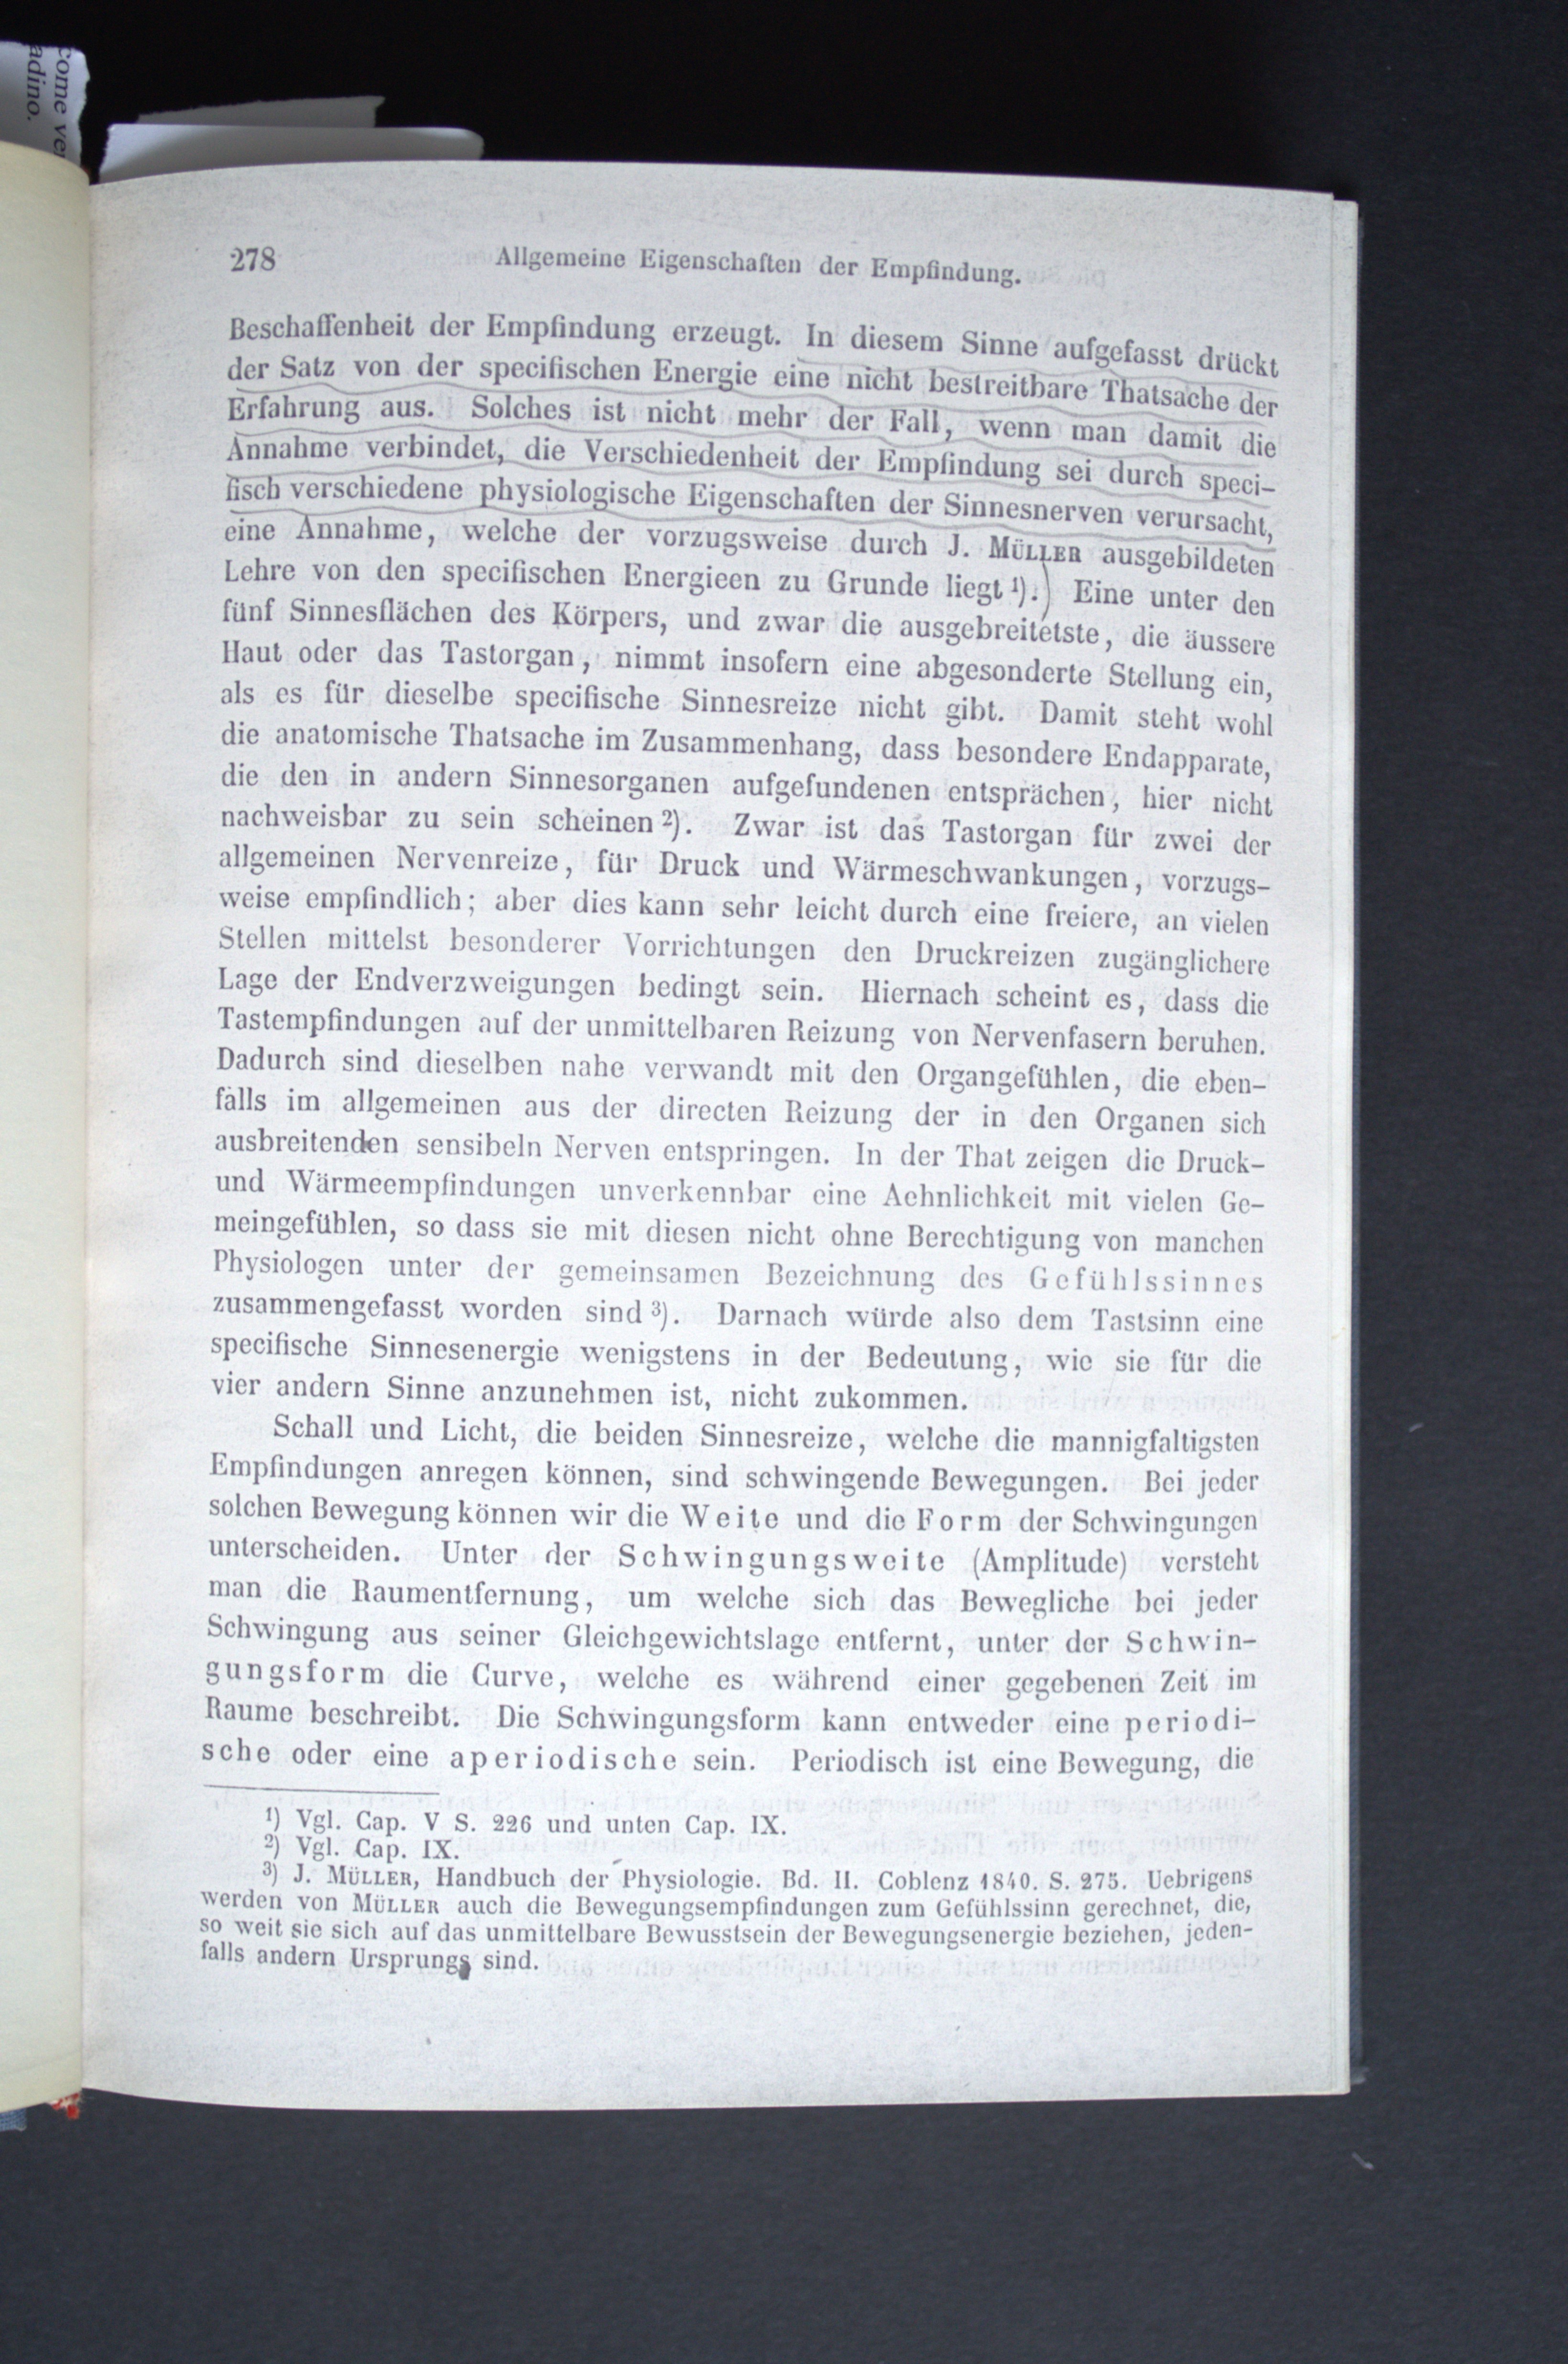 come ve
adino.
278 Allgemeine Eigenschaften der Empfindung.
Beschaffenheit der Empfindung erzeugt. In diesem Sinne aufgefasst drückt
der Satz von der specifischen Energie eine nicht bestreitbare Thatsache der
Erfahrung aus. Solches ist nicht mehr der Fall, wenn man damit die
Annahme verbindet, die Verschiedenheit der Empfindung sei durch speci-
fisch verschiedene physiologische Eigenschaften der Sinnesnerven verursacht,
eine Annahme, welche der vorzugsweise durch J. MÜLLER ausgebildeten
Lehre von den specifischen Energieen zu Grunde liegt 1).) Eine unter den
fünf Sinnesflächen des Körpers, und zwar die ausgebreitetste, die äussere
Haut oder das Tastorgan, nimmt insofern eine abgesonderte Stellung ein,
als es für dieselbe specifische Sinnesreize nicht gibt. Damit steht wohl
die anatomische Thatsache im Zusammenhang, dass besondere Endapparate,
die den in andern Sinnesorganen aufgefundenen entsprächen, hier nicht
nachweisbar zu sein scheinen 2). Zwar ist das Tastorgan für zwei der
allgemeinen Nervenreize, für Druck und Wärmeschwankungen, vorzugs-
weise empfindlich; aber dies kann sehr leicht durch eine freiere, an vielen
Stellen mittelst besonderer Vorrichtungen den Druckreizen zugänglichere
Lage der Endverzweigungen bedingt sein. Hiernach scheint es, dass die
Tastempfindungen auf der unmittelbaren Reizung von Nervenfasern beruhen.
Dadurch sind dieselben nahe verwandt mit den Organgefühlen, die eben-
falls im allgemeinen aus der directen Reizung der in den Organen sich
ausbreitenden sensibeln Nerven entspringen. In der That zeigen die Druck-
und Wärmeempfindungen unverkennbar eine Aehnlichkeit mit vielen Ge-
meingefühlen, so dass sie mit diesen nicht ohne Berechtigung von manchen
Physiologen unter der gemeinsamen Bezeichnung des Gefühlssinnes
zusammengefasst worden sind 3). Darnach würde also dem Tastsinn eine
specifische Sinnesenergie wenigstens in der Bedeutung, wie sie für die
vier andern Sinne anzunehmen ist, nicht zukommen.
Schall und Licht, die beiden Sinnesreize, welche die mannigfaltigsten
Empfindungen anregen können, sind schwingende Bewegungen. Bei jeder
solchen Bewegung können wir die Weite und die Form der Schwingungen
unterscheiden. Unter der Schwingungsweite (Amplitude) versteht
man die Raumentfernung, um welche sich das Bewegliche bei jeder
Schwingung aus seiner Gleichgewichtslage entfernt, unter der Schwin-
gungsform die Curve, welche es während einer gegebenen Zeit im
Raume beschreibt. Die Schwingungsform kann entweder eine periodi-
sche oder eine aperiodische sein. Periodisch ist eine Bewegung, die
1) Vgl. Cap. V S. 226 und unten Cap. IX.
2) Vgl. Cap. IX.
3) J. MÜLLER, Handbuch der Physiologie. Bd. II. Coblenz 1840. S. 275. Uebrigens
werden von MÜLLER auch die Bewegungsempfindungen zum Gefühlssinn gerechnet, die,
so weit sie sich auf das unmittelbare Bewusstsein der Bewegungsenergie beziehen, jeden-
falls andern Ursprungs sind.